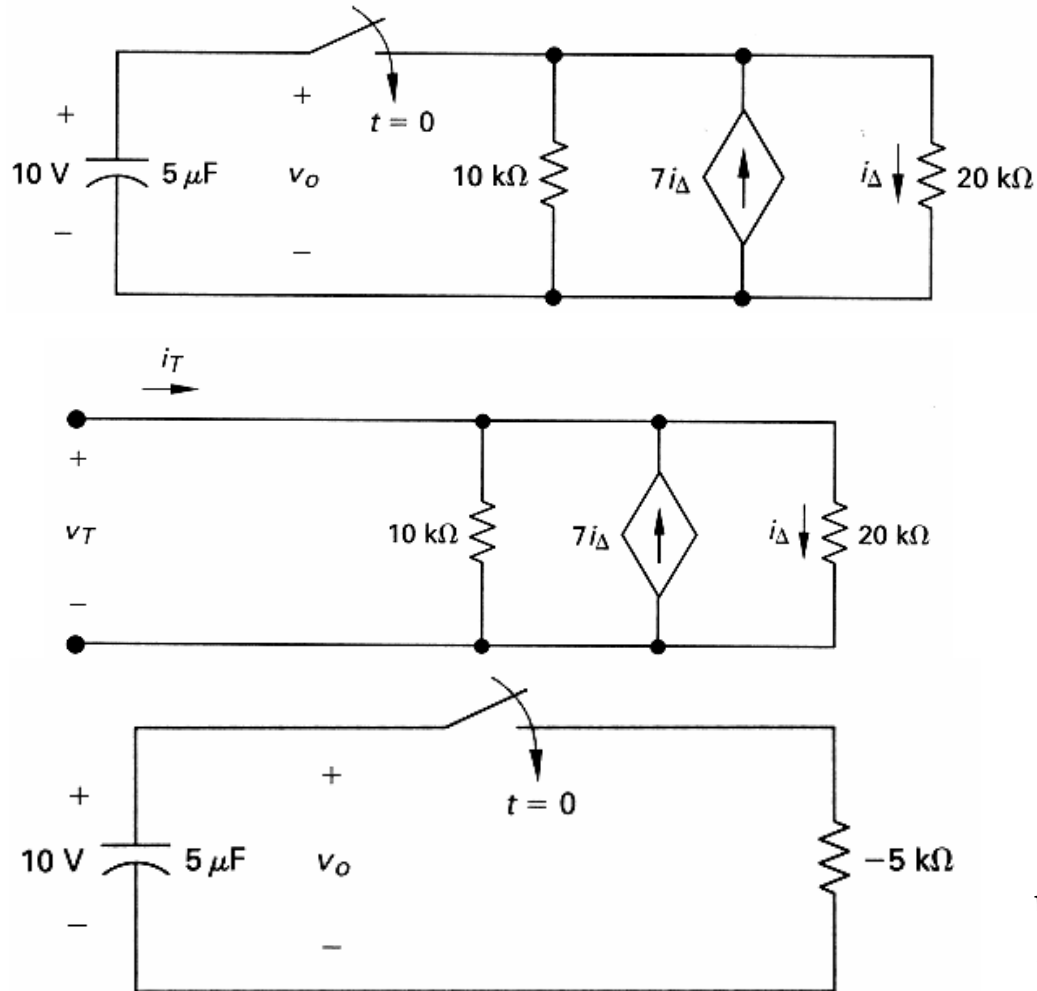 +
+
t = 0
10 V
5 μF
v_o
10 kΩ
7i_Δ
i_Δ
20 kΩ
−
−
i_T
+
v_T
10 kΩ
7i_Δ
i_Δ
20 kΩ
−
+
+
t = 0
10 V
5 μF
v_o
−5 kΩ
−
−